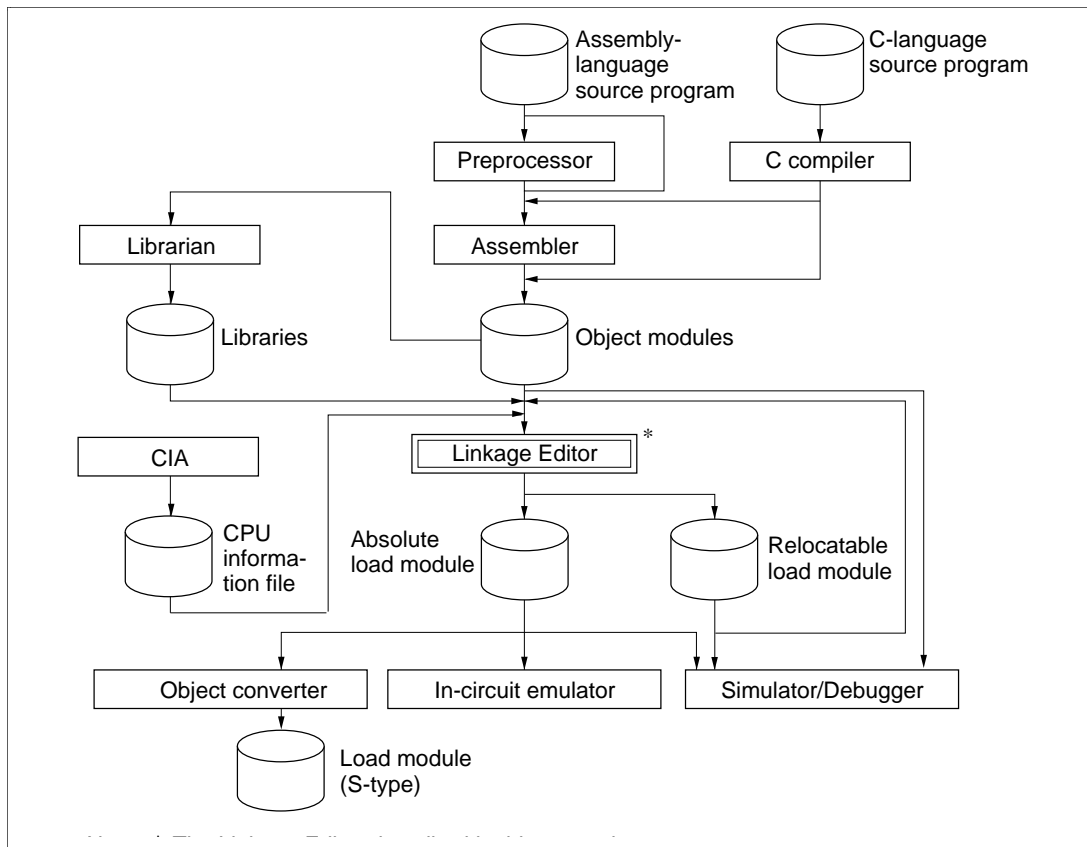 Assembly-
language
source program
C-language
source program
Preprocessor
C compiler
Librarian
Assembler
Libraries
Object modules
*
CIA
Linkage Editor
CPU
informa-
tion file
Absolute
load module
Relocatable
load module
Object converter
In-circuit emulator
Simulator/Debugger
Load module
(S-type)